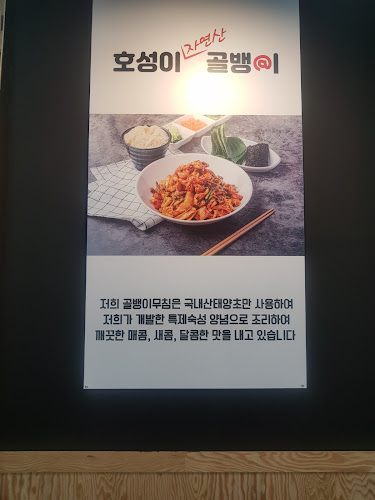 호성이 자연산 골뱅@이
저희 골뱅이무침은 국내산태양초만 사용하여
저희가 개발한 특제숙성 양념으로 조리하여
깨끗한 매콤, 새콤, 달콤한 맛을 내고 있습니다